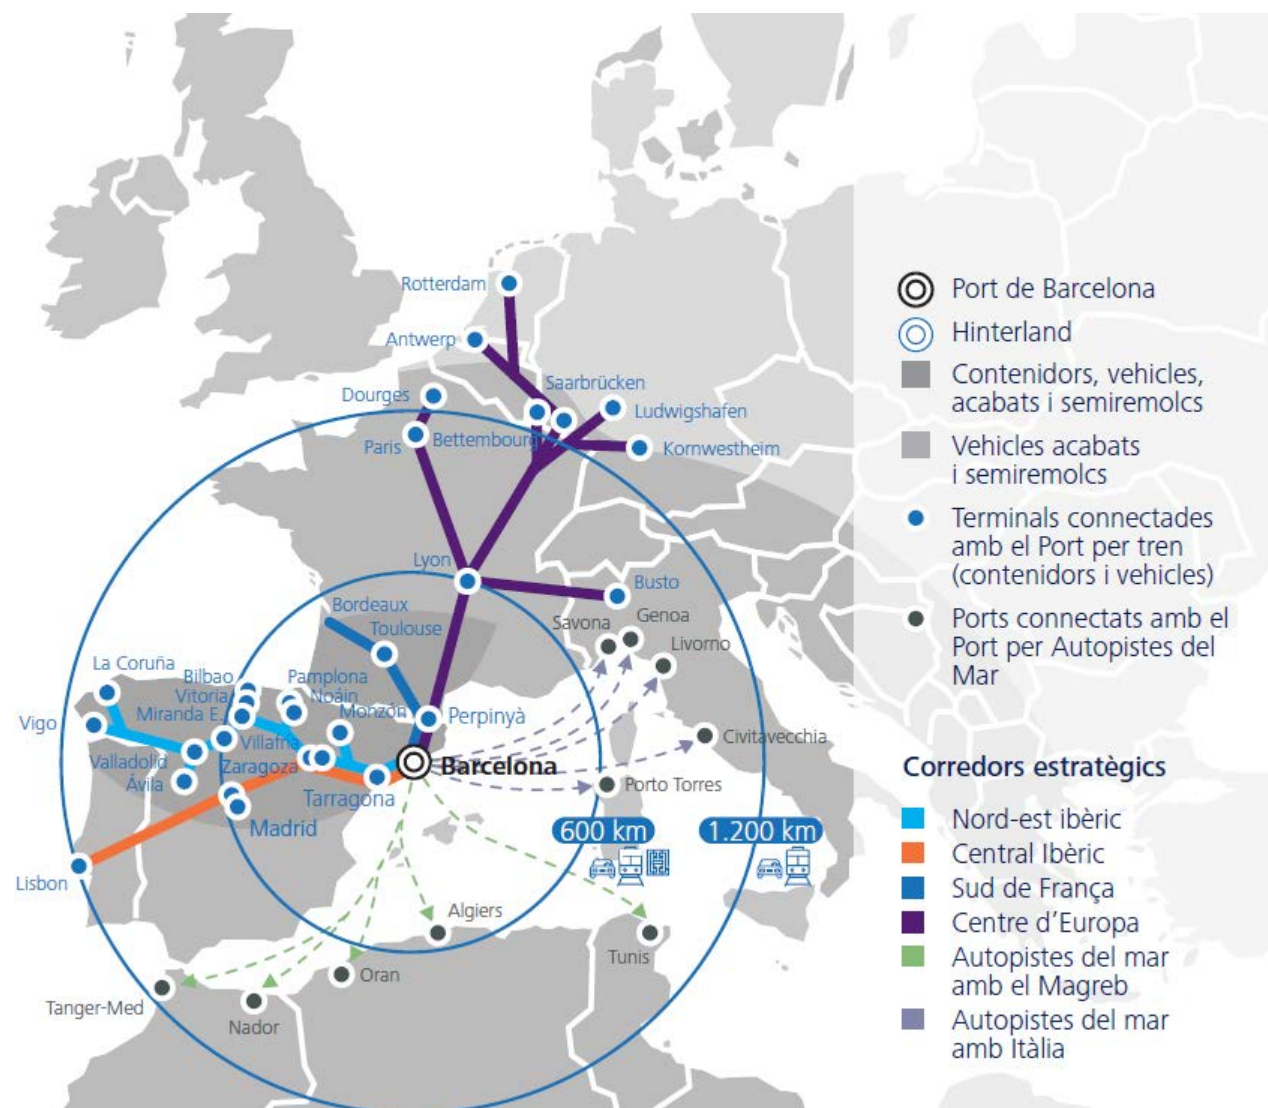 Rotterdam
Antwerp
Saarbrücken
Dourges
Ludwigshafen
Paris
Bettembourg
Kornwestheim
Lyon
Busto
Bordeaux
Savona
Genoa
Toulouse
Livorno
La Coruña
Bilbao
Pamplona
Vitoria
Noáin
Miranda E.
Monzón
Vigo
Perpinyà
Civitavecchia
Villafría
Valladolid
Zaragoza
Barcelona
Ávila
Tarragona
Porto Torres
Madrid
600 km
1.200 km
Lisbon
Algiers
Tunis
Oran
Tanger-Med
Nador
Port de Barcelona
Hinterland
Contenidors, vehicles,
acabats i semiremolcs
Vehicles acabats
i semiremolcs
Terminals connectades
amb el Port per tren
(contenidors i vehicles)
Ports connectats amb el
Port per Autopistes del
Mar
Corredors estratègics
Nord-est ibèric
Central Ibèric
Sud de França
Centre d'Europa
Autopistes del mar
amb el Magreb
Autopistes del mar
amb Itàlia